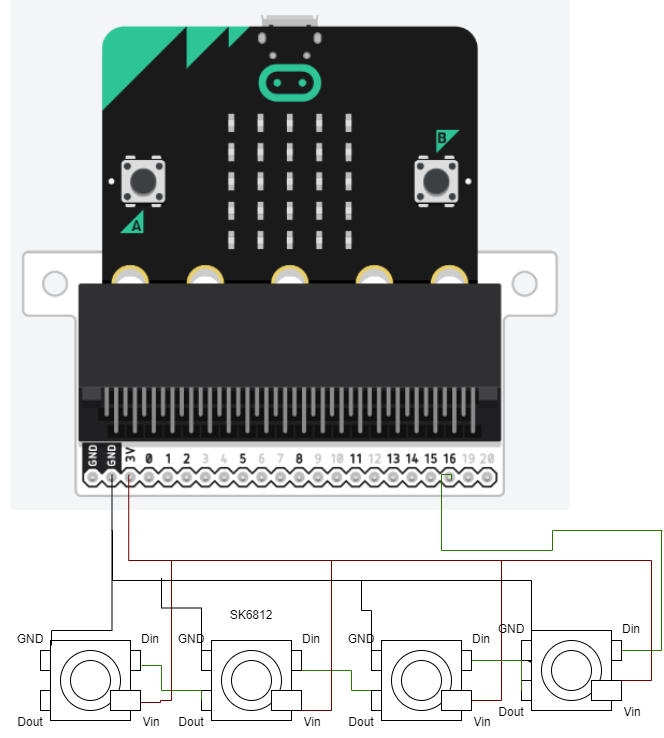 B
A
GND GND 3V 0 1 2 3 4 5 6 7 8 9 10 11 12 13 14 15 16 19 20
SK6812
GND Din GND Din GND Din GND Din
Dout Vin Dout Vin Dout Vin Dout Vin